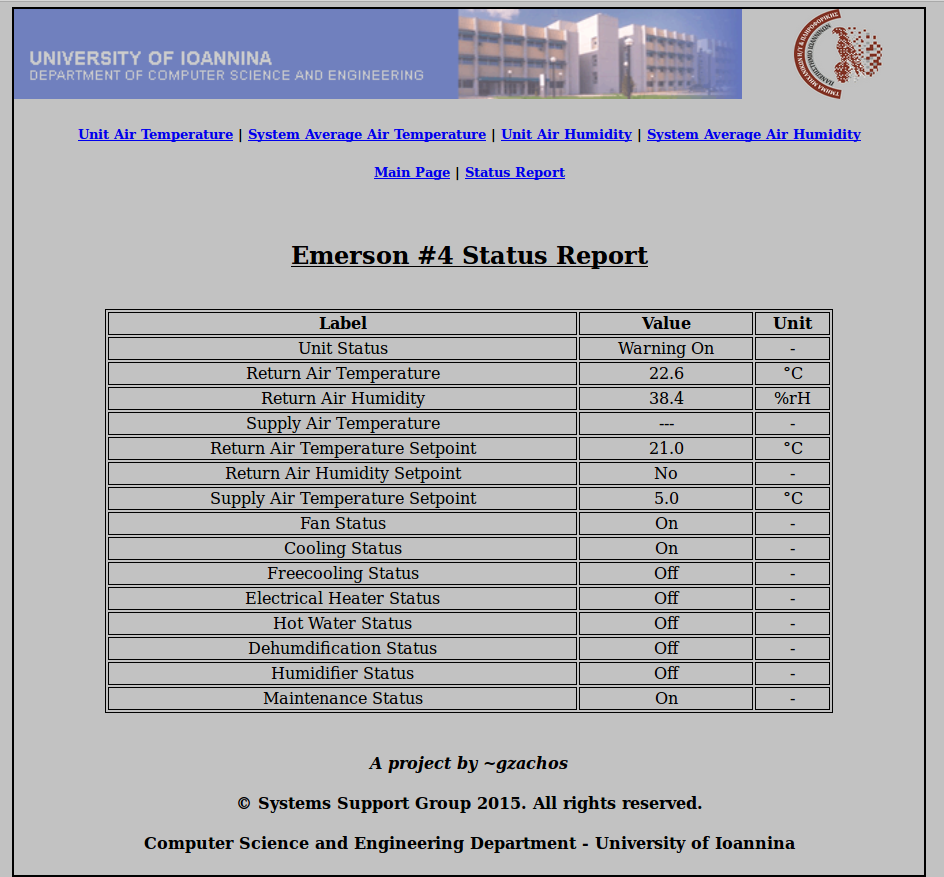 UNIVERSITY OF IOANNINA
DEPARTMENT OF COMPUTER SCIENCE AND ENGINEERING
ΤΜΗΜΑ ΜΗΧΑΝΙΚΩΝ Η/Υ & ΠΛΗΡΟΦΟΡΙΚΗΣ
ΠΑΝΕΠΙΣΤΗΜΙΟ ΙΩΑΝΝΙΝΩΝ
Unit Air Temperature | System Average Air Temperature | Unit Air Humidity | System Average Air Humidity
Main Page | Status Report
Emerson #4 Status Report
Label Value Unit
Unit Status Warning On -
Return Air Temperature 22.6 °C
Return Air Humidity 38.4 %rH
Supply Air Temperature --- -
Return Air Temperature Setpoint 21.0 °C
Return Air Humidity Setpoint No -
Supply Air Temperature Setpoint 5.0 °C
Fan Status On -
Cooling Status On -
Freecooling Status Off -
Electrical Heater Status Off -
Hot Water Status Off -
Dehumdification Status Off -
Humidifier Status Off -
Maintenance Status On -
A project by ~gzachos
© Systems Support Group 2015. All rights reserved.
Computer Science and Engineering Department - University of Ioannina